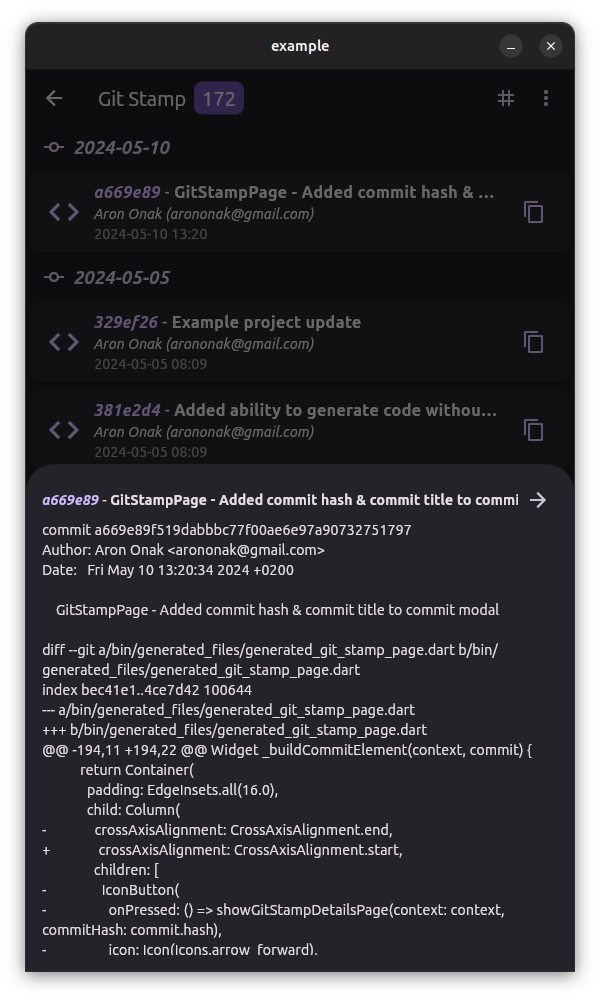 example
Git Stamp 172
2024-05-10
a669e89 - GitStampPage - Added commit hash & ...
Aron Onak (arononak@gmail.com)
2024-05-10 13:20
2024-05-05
329ef26 - Example project update
Aron Onak (arononak@gmail.com)
2024-05-05 08:09
381e2d4 - Added ability to generate code withou...
Aron Onak (arononak@gmail.com)
2024-05-05 08:09
a669e89 - GitStampPage - Added commit hash & commit title to commi
commit a669e89f519dabbbc77f00ae6e97a90732751797
Author: Aron Onak <arononak@gmail.com>
Date:   Fri May 10 13:20:34 2024 +0200
    GitStampPage - Added commit hash & commit title to commit modal
diff --git a/bin/generated_files/generated_git_stamp_page.dart b/bin/
generated_files/generated_git_stamp_page.dart
index bec41e1..4ce7d42 100644
--- a/bin/generated_files/generated_git_stamp_page.dart
+++ b/bin/generated_files/generated_git_stamp_page.dart
@@ -194,11 +194,22 @@ Widget _buildCommitElement(context, commit) {
           return Container(
             padding: EdgeInsets.all(16.0),
             child: Column(
-              crossAxisAlignment: CrossAxisAlignment.end,
+              crossAxisAlignment: CrossAxisAlignment.start,
               children: [
-                IconButton(
-                  onPressed: () => showGitStampDetailsPage(context: context,
commitHash: commit.hash),
-                  icon: Icon(Icons.arrow_forward),